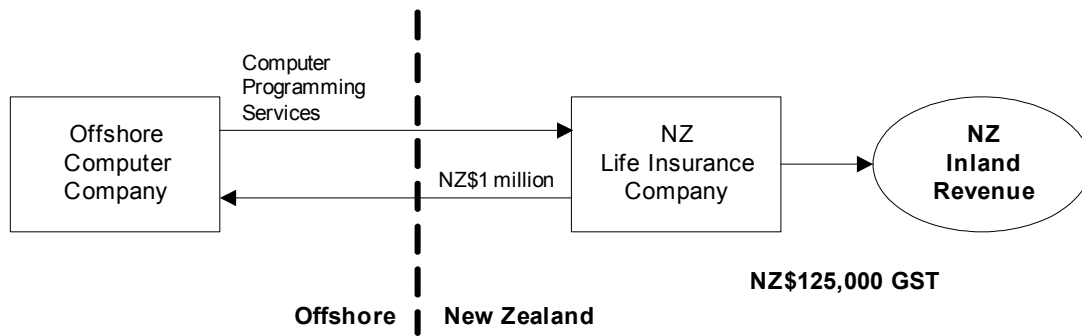 Computer
Programming
Services
Offshore
Computer
Company
NZ$1 million
NZ
Life Insurance
Company
NZ
Inland
Revenue
NZ$125,000 GST
Offshore
New Zealand